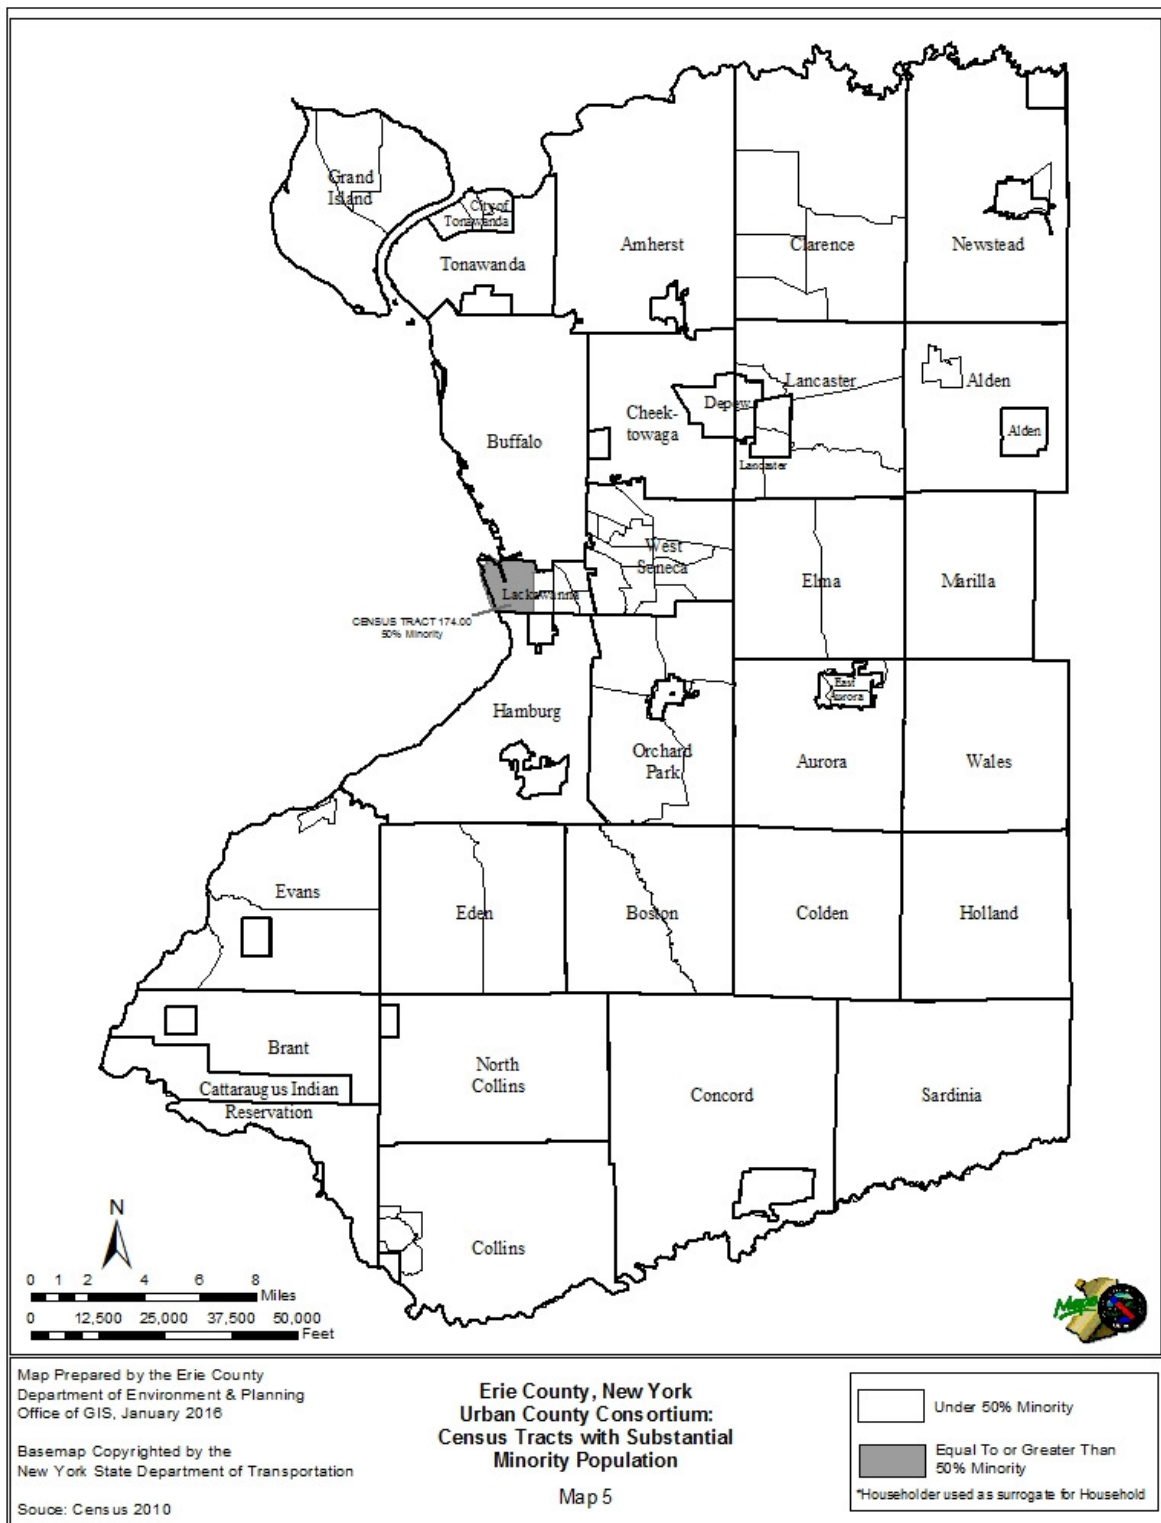 Grand
Island
City of
Tonawanda
Tonawanda
Amherst
Clarence
Newstead
Buffalo
Cheek-
towaga
Depew
Lancaster
Lancaster
Alden
Alden
West
Seneca
Elma
Marilla
Lackawanna
CENSUS TRACT 174.00
50% Minority
Hamburg
Orchard
Park
East
Aurora
Aurora
Wales
Evans
Eden
Boston
Colden
Holland
Brant
Cattaraugus Indian
Reservation
North
Collins
Concord
Sardinia
Collins
N
0 1 2 4 6 8
Miles
0 12,500 25,000 37,500 50,000
Feet
Maps
Map Prepared by the Erie County
Department of Environment & Planning
Office of GIS, January 2016
Basemap Copyrighted by the
New York State Department of Transportation
Souce: Census 2010
Erie County, New York
Urban County Consortium:
Census Tracts with Substantial
Minority Population
Map 5
Under 50% Minority
Equal To or Greater Than
50% Minority
*Householder used as surrogate for Household